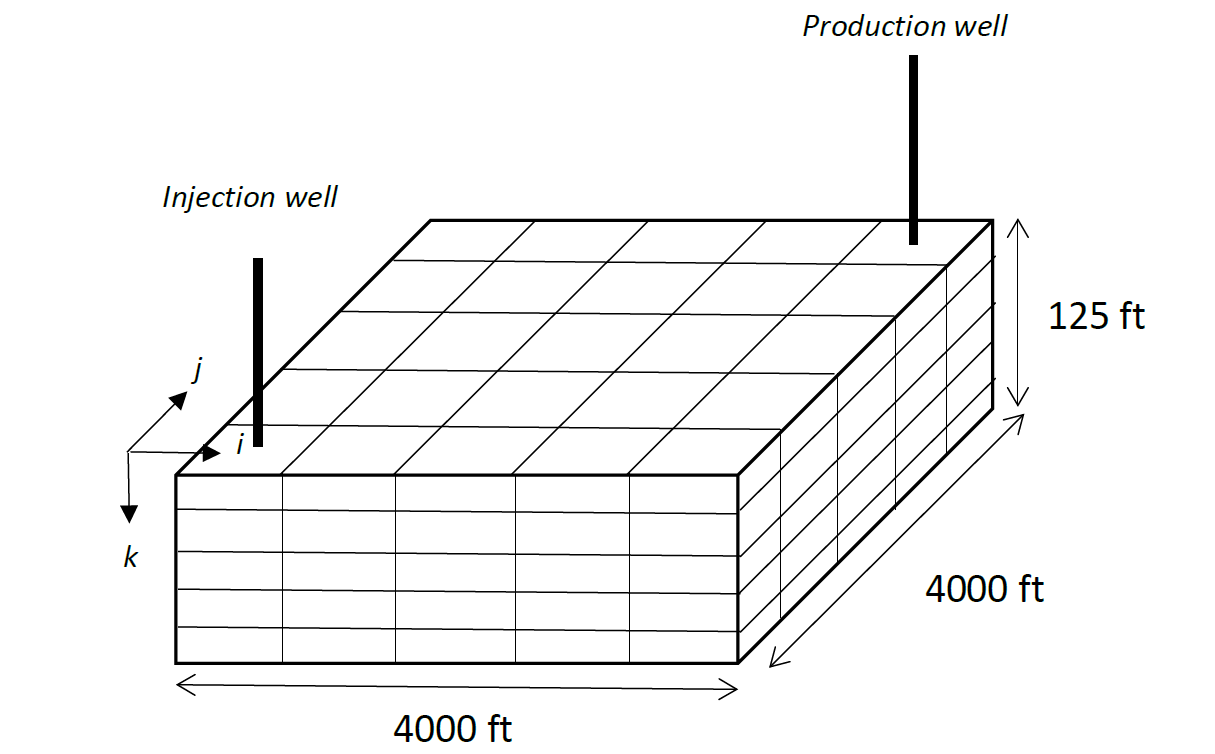 Production well
Injection well
125 ft
j
i
k
4000 ft
4000 ft